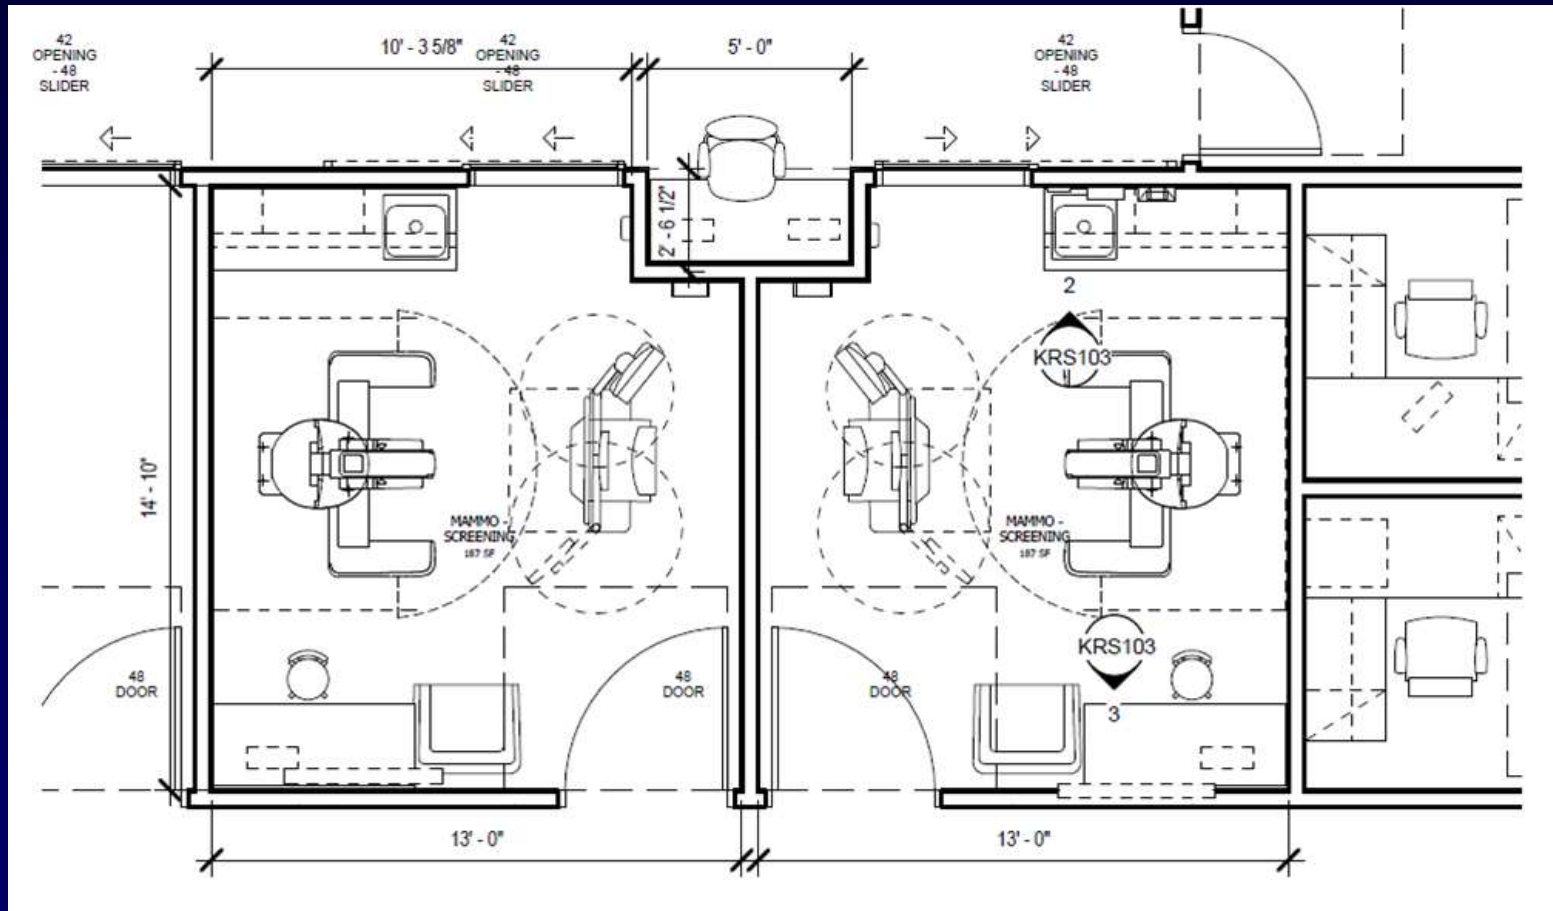 42
OPENING
- 48
SLIDER
10' - 3 5/8"
42
OPENING
- 48
SLIDER
5' - 0"
42
OPENING
- 48
SLIDER
2' - 6 1/2"
2
KRS103
14' - 10"
MAMMO -
SCREENING
187 SF
MAMMO -
SCREENING
187 SF
KRS103
3
48
DOOR
48
DOOR
48
DOOR
13' - 0"
13' - 0"